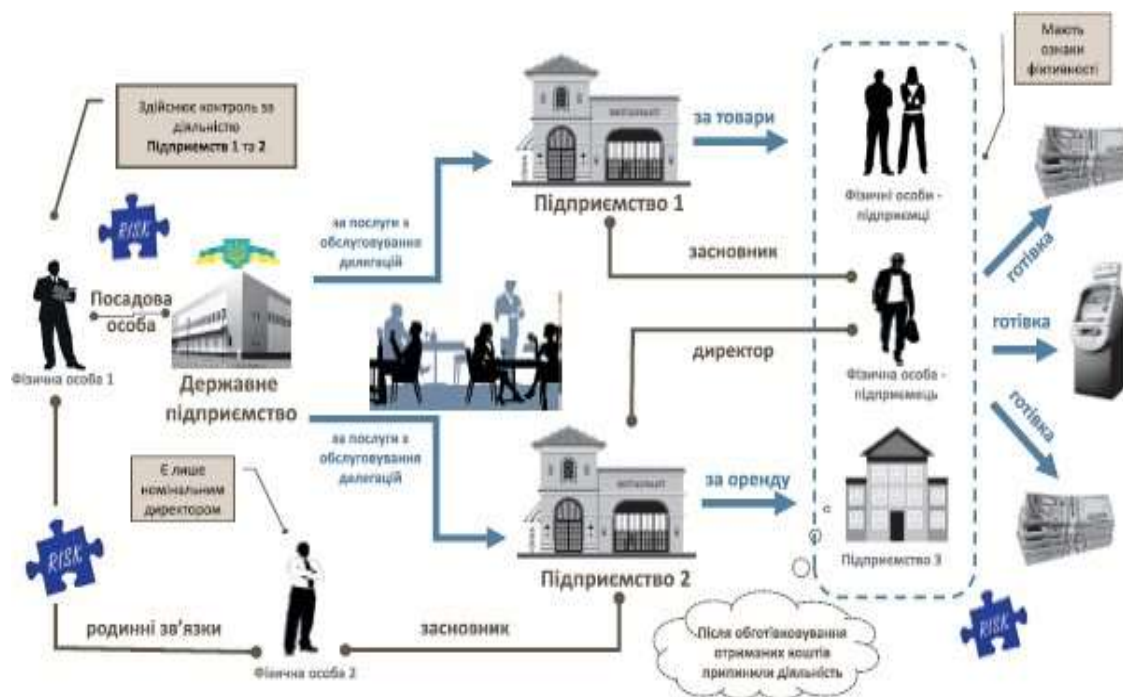 Мають
ознаки
фіктивності
Здійснює контроль за
діяльністю
Підприємств 1 та 2
RISK
за товари
Підприємство 1
Фізичні особи -
підприємці
за послуги з
обслуговування
делегацій
засновник
готівка
Посадова
особа
Фізична особа 1
Державне
підприємство
директор
готівка
Фізична особа -
підприємець
готівка
за послуги з
обслуговування
делегацій
Є лише
номінальним
директором
за оренду
Підприємство 3
RISK
Підприємство 2
родинні зв’язки
засновник
Фізична особа 2
Після обготівковування
отриманих коштів
припинили діяльність
RISK